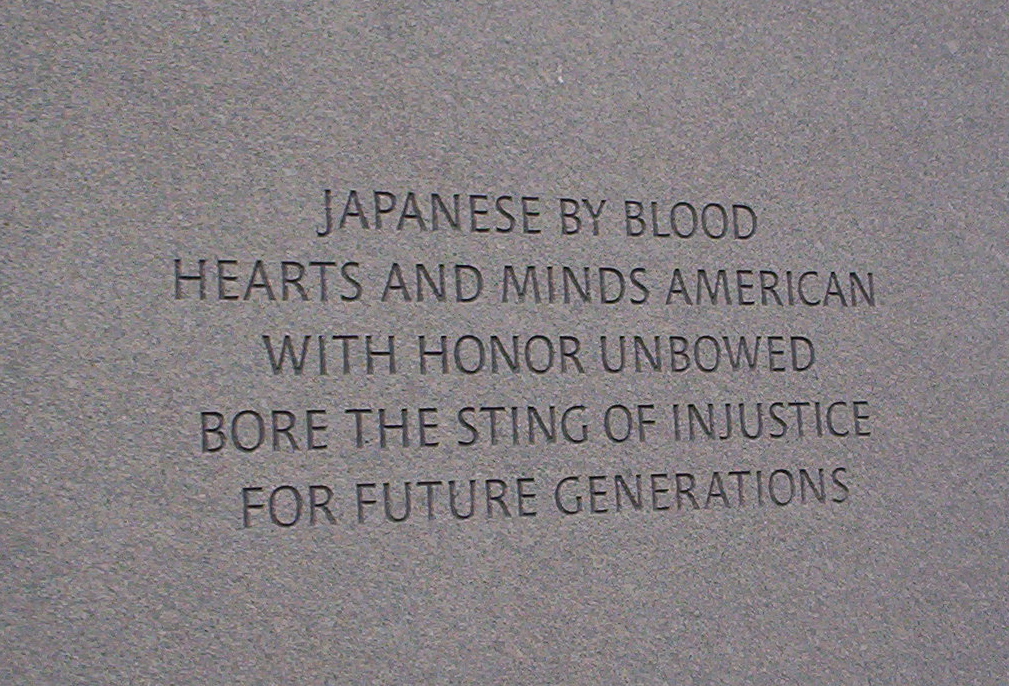 JAPANESE BY BLOOD
HEARTS AND MINDS AMERICAN
WITH HONOR UNBOWED
BORE THE STING OF INJUSTICE
FOR FUTURE GENERATIONS